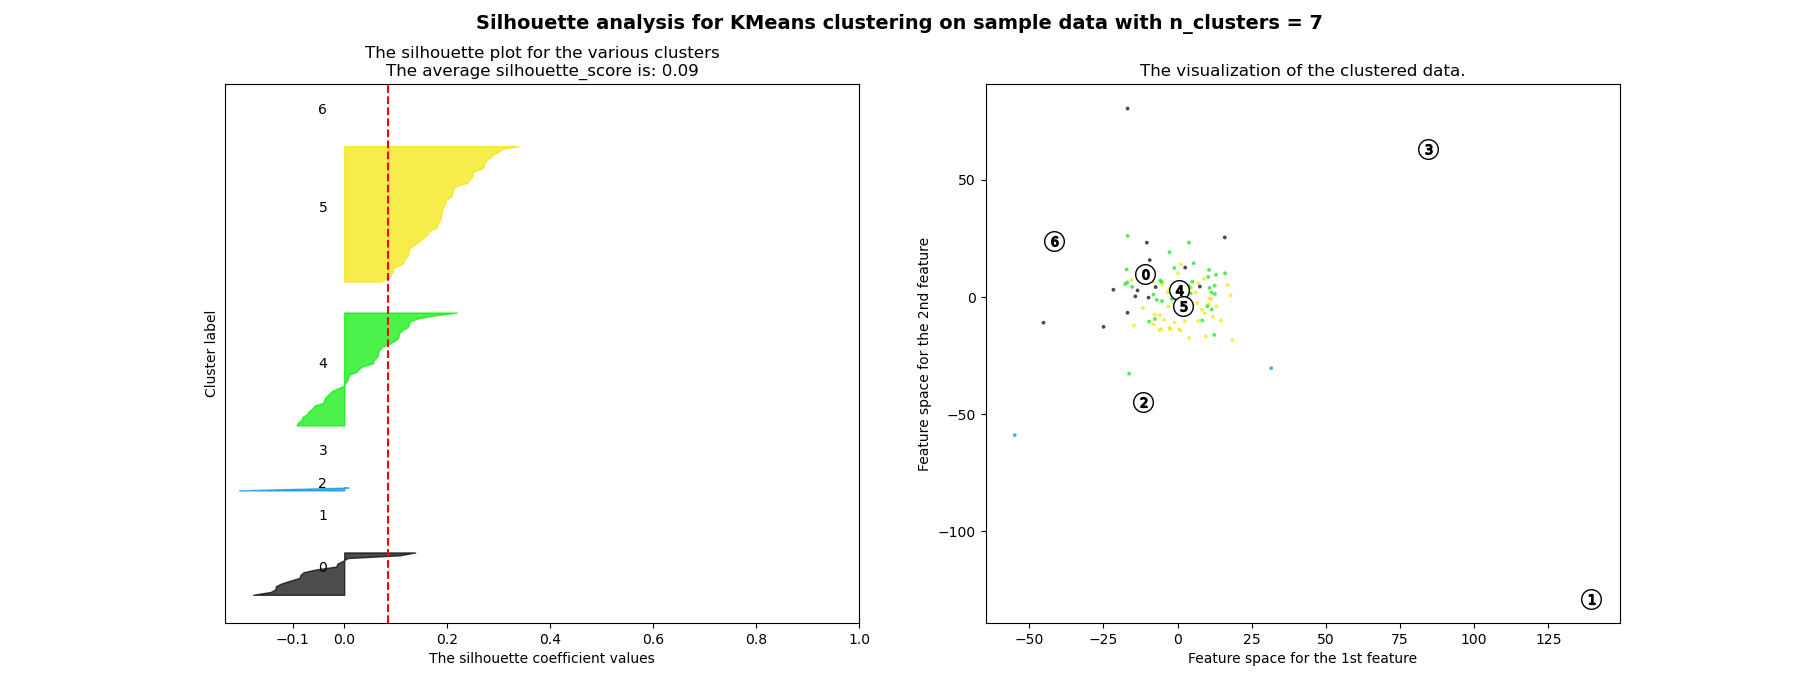 Silhouette analysis for KMeans clustering on sample data with n_clusters = 7
The silhouette plot for the various clusters
The average silhouette_score is: 0.09
6
5
4
3
2
1
0
Cluster label
−0.1 0.0 0.2 0.4 0.6 0.8 1.0
The silhouette coefficient values
The visualization of the clustered data.
50
0
−50
−100
Feature space for the 2nd feature
3
6
0
4
5
2
1
−50 −25 0 25 50 75 100 125
Feature space for the 1st feature